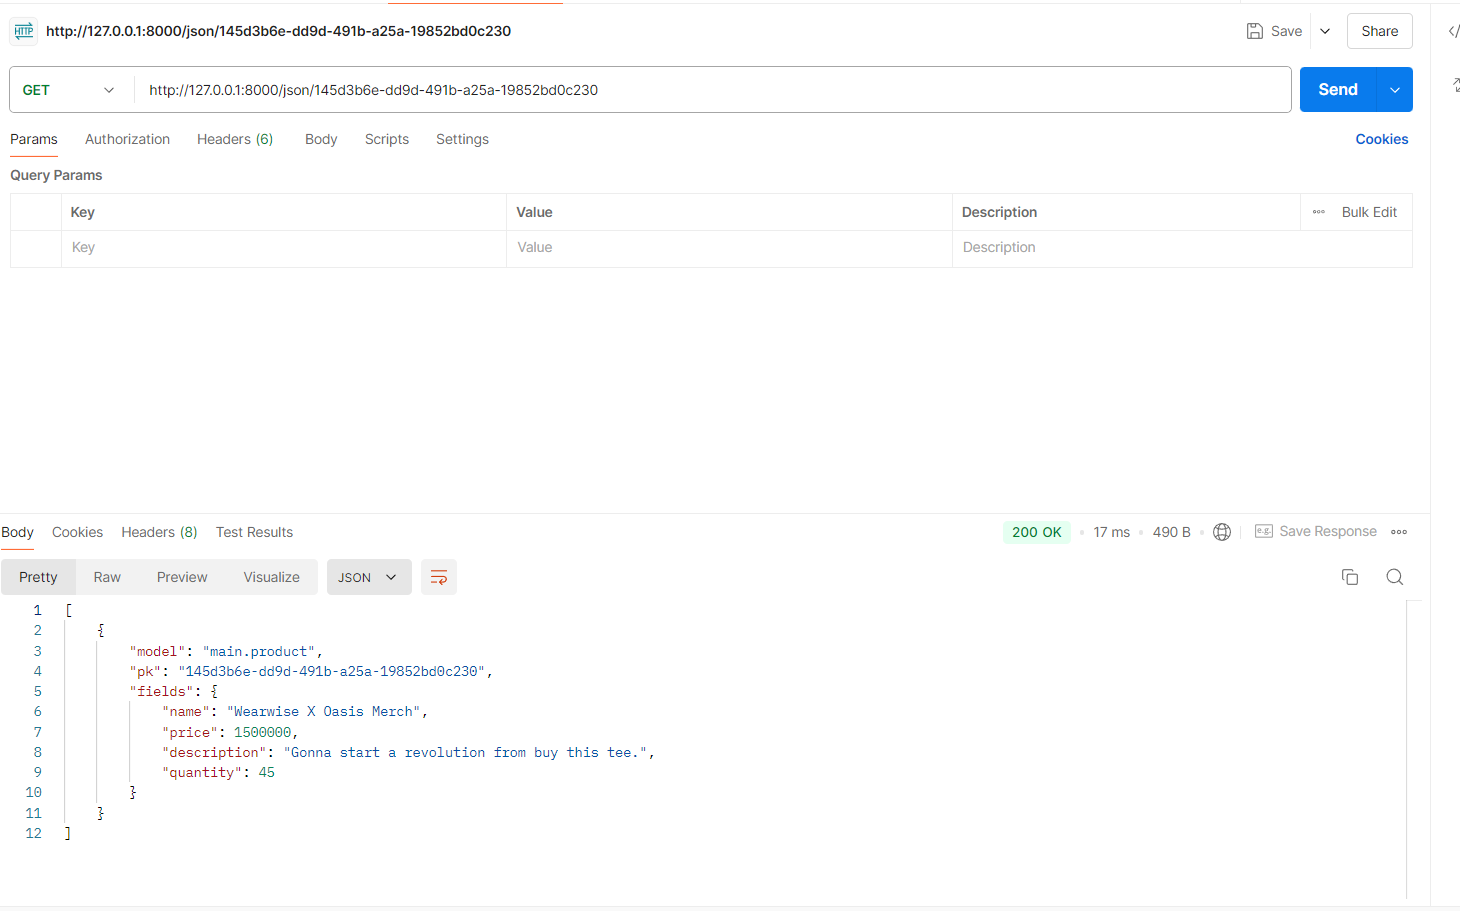 HTTP http://127.0.0.1:8000/json/145d3b6e-dd9d-491b-a25a-19852bd0c230 Save Share
GET http://127.0.0.1:8000/json/145d3b6e-dd9d-491b-a25a-19852bd0c230 Send
Params Authorization Headers (6) Body Scripts Settings Cookies
Query Params
Key Value Description Bulk Edit
Key Value Description
Body Cookies Headers (8) Test Results 200 OK 17 ms 490 B e.g. Save Response
Pretty Raw Preview Visualize JSON
1 [
2 {
3 "model": "main.product",
4 "pk": "145d3b6e-dd9d-491b-a25a-19852bd0c230",
5 "fields": {
6 "name": "Wearwise X Oasis Merch",
7 "price": 1500000,
8 "description": "Gonna start a revolution from buy this tee.",
9 "quantity": 45
10 }
11 }
12 ]